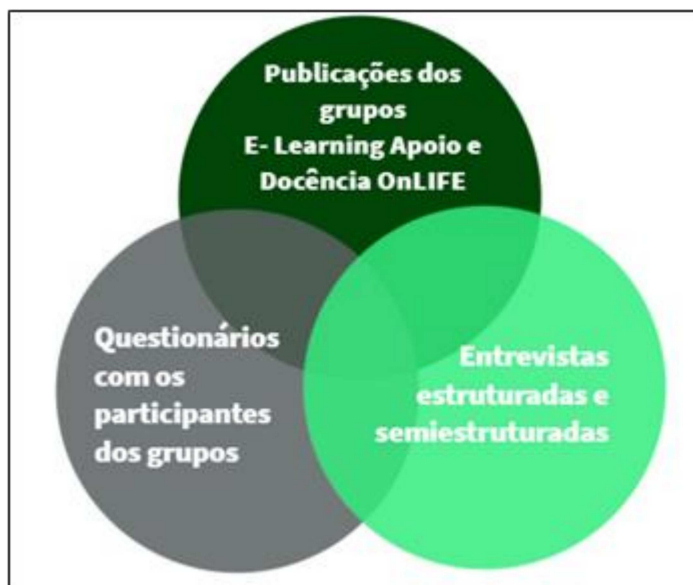 Publicações dos
grupos
E- Learning Apoio e
Docência OnLIFE
Questionários
com os
participantes
dos grupos
Entrevistas
estruturadas e
semiestruturadas